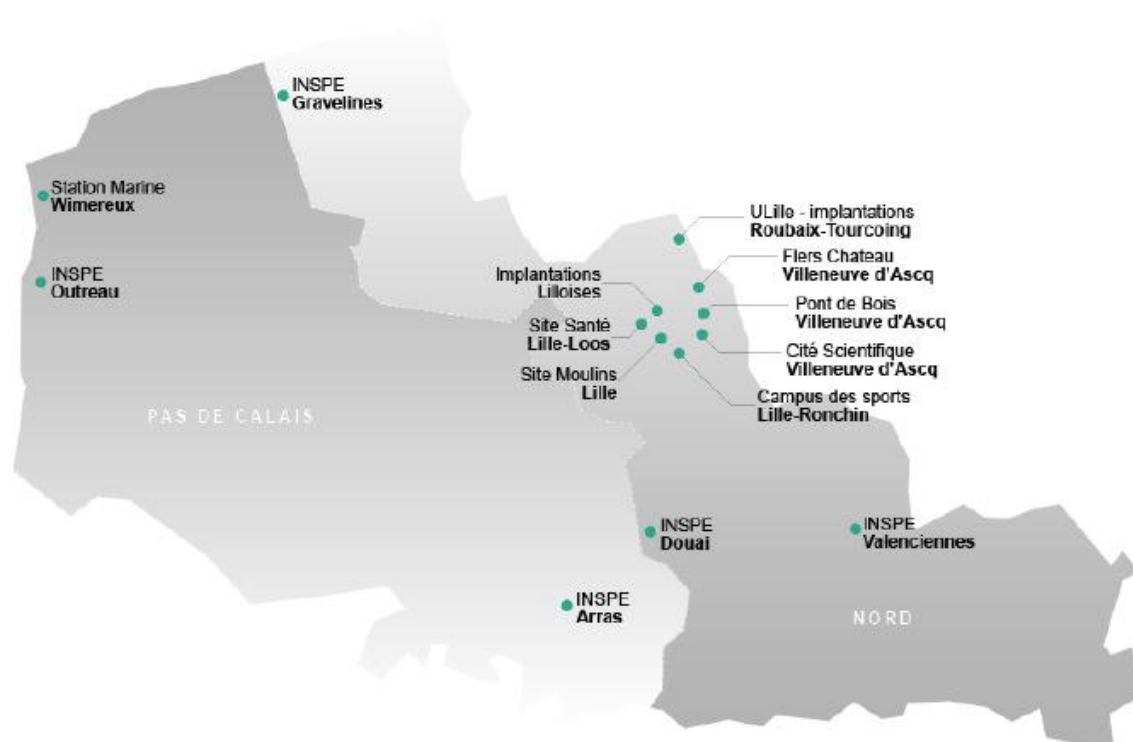 INSPE
Gravelines
Station Marine
Wimereux
INSPE
Outreau
ULille - implantations
Roubaix-Tourcoing
Flers Chateau
Villeneuve d'Ascq
Implantations
Lilloises
Pont de Bois
Villeneuve d'Ascq
Site Santé
Lille-Loos
Cité Scientifique
Villeneuve d'Ascq
Site Moulins
Lille
Campus des sports
Lille-Ronchin
PAS DE CALAIS
INSPE
Douai
INSPE
Valenciennes
INSPE
Arras
NORD